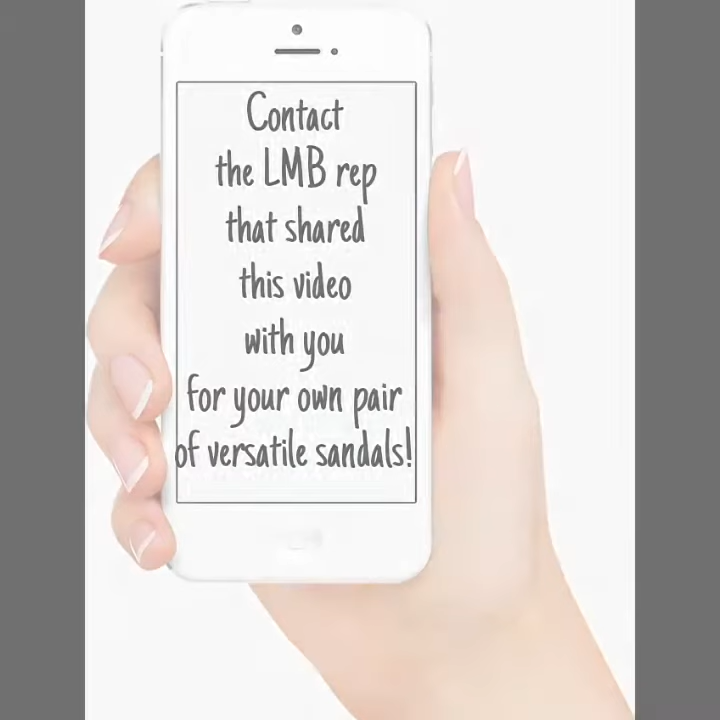 Contact
the LMB rep
that shared
this video
with you
for your own pair
of versatile sandals!